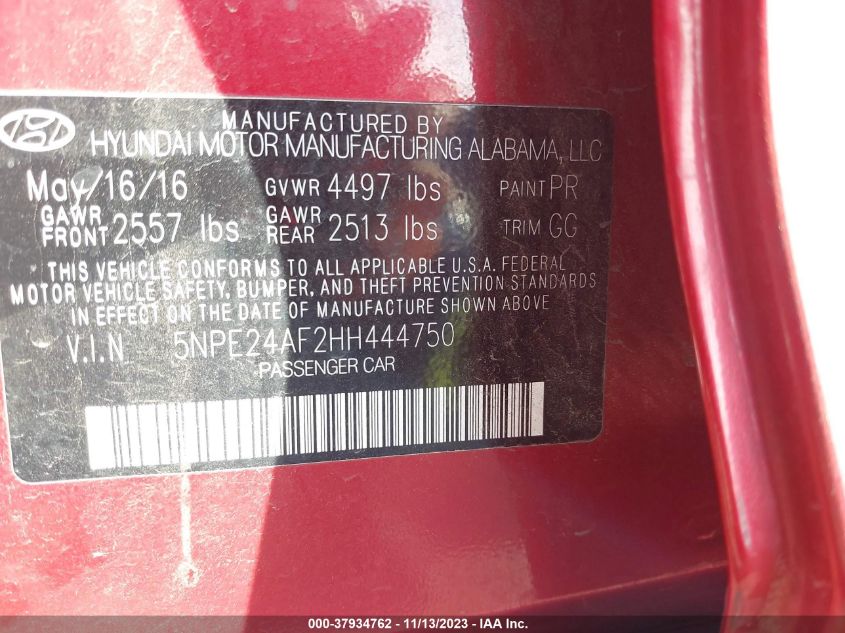 MANUFACTURED BY
HYUNDAI MOTOR MANUFACTURING ALABAMA, LLC
May/16/16 GVWR 4497 lbs PAINT PR
GAWR FRONT 2557 lbs GAWR REAR 2513 lbs TRIM GG
THIS VEHICLE CONFORMS TO ALL APPLICABLE U.S.A. FEDERAL
MOTOR VEHICLE SAFETY, BUMPER, AND THEFT PREVENTION STANDARDS
IN EFFECT ON THE DATE OF MANUFACTURE SHOWN ABOVE
V.I.N 5NPE24AF2HH444750
PASSENGER CAR
000-37934762 - 11/13/2023 - IAA Inc.